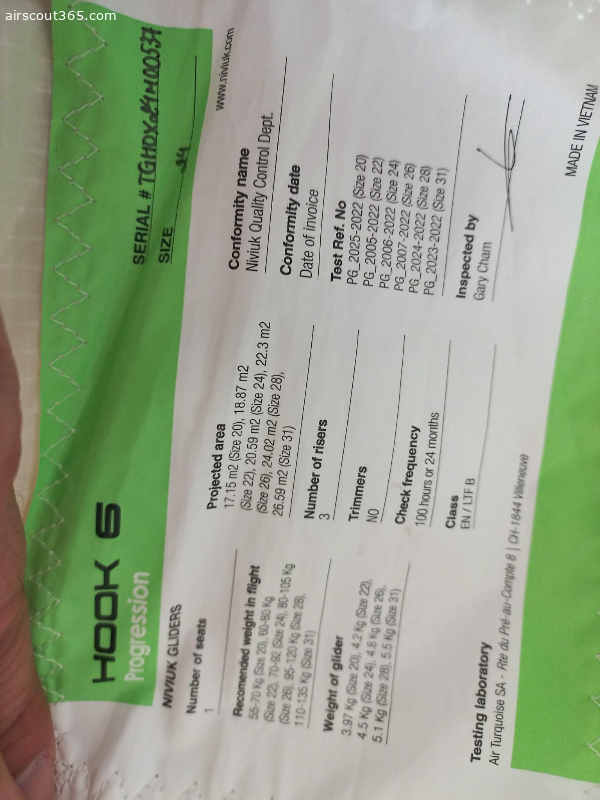 airscout365.com
HOOK 6
Progression
SERIAL #
SIZE 24
NIVIUK GLIDERS
www.niviuk.com
Number of seats
1
Recomended weight in flight
55-70 Kg (Size 20), 60-80 Kg
(Size 22), 70-92 (Size 24), 80-105 Kg
(Size 26), 95-120 Kg (Size 28),
110-135 Kg (Size 31)
Weight of glider
3.97 Kg (Size 20), 4.2 Kg (Size 22),
4.5 Kg (Size 24), 4.8 Kg (Size 26),
5.1 Kg (Size 28), 5.5 Kg (Size 31)
Projected area
17.15 m2 (Size 20), 18.87 m2
(Size 22), 20.59 m2 (Size 24), 22.3 m2
(Size 26), 24.02 m2 (Size 28),
26.59 m2 (Size 31)
Number of risers
3
Trimmers
NO
Check frequency
100 hours or 24 months
Class
EN / LTF B
Conformity name
Niviuk Quality Control Dept.
Conformity date
Date of invoice
Test Ref. No
PG_2025-2022 (Size 20)
PG_2005-2022 (Size 22)
PG_2006-2022 (Size 24)
PG_2007-2022 (Size 26)
PG_2024-2022 (Size 28)
PG_2023-2022 (Size 31)
Inspected by
Gary Cham
Testing laboratory
Air Turquoise SA - Rte du Pré-au-Compte 8 | CH-1844 Villeneuve
MADE IN VIETNAM